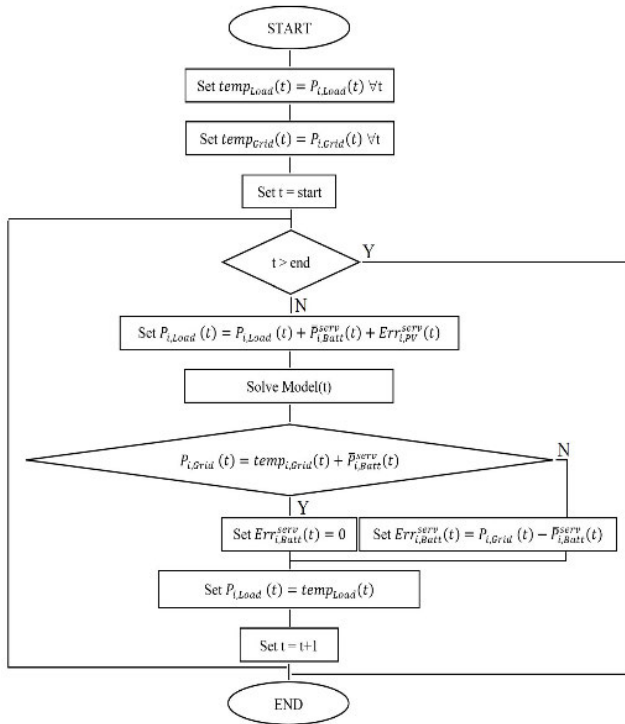 START
Set temp_Load(t) = P_i,Load(t) ∀t
Set temp_Grid(t) = P_i,Grid(t) ∀t
Set t = start
t > end
Y
N
Set P_i,Load (t) = P_i,Load (t) + P̄^serv_i,Batt(t) + Err^serv_i,PV(t)
Solve Model(t)
P_i,Grid (t) = temp_i,Grid(t) + P̄^serv_i,Batt(t)
N
Y
Set Err^serv_i,Batt(t) = 0
Set Err^serv_i,Batt(t) = P_i,Grid (t) − P̄^serv_i,Batt(t)
Set P_i,Load (t) = temp_Load(t)
Set t = t+1
END